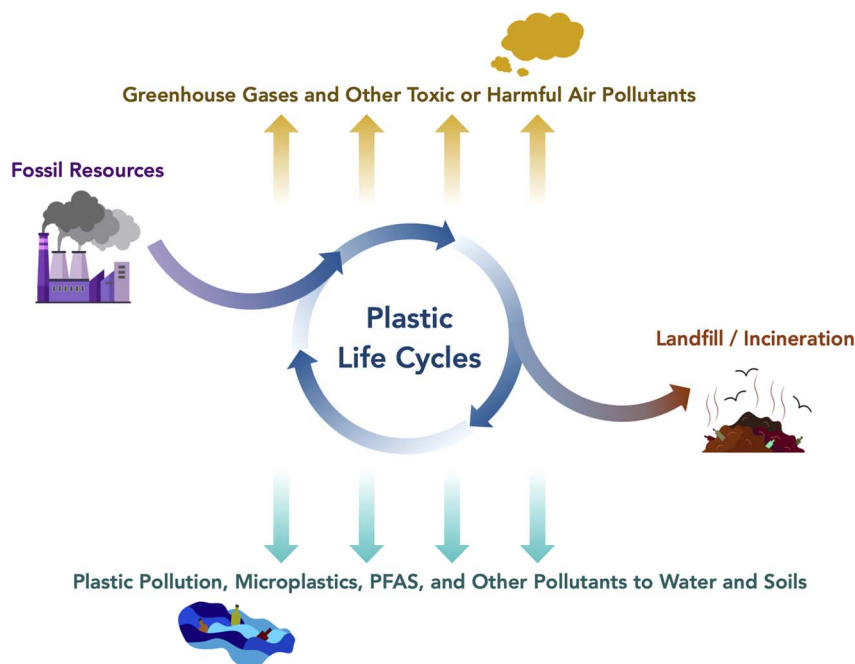 Greenhouse Gases and Other Toxic or Harmful Air Pollutants
Fossil Resources
Plastic
Life Cycles
Landfill / Incineration
Plastic Pollution, Microplastics, PFAS, and Other Pollutants to Water and Soils